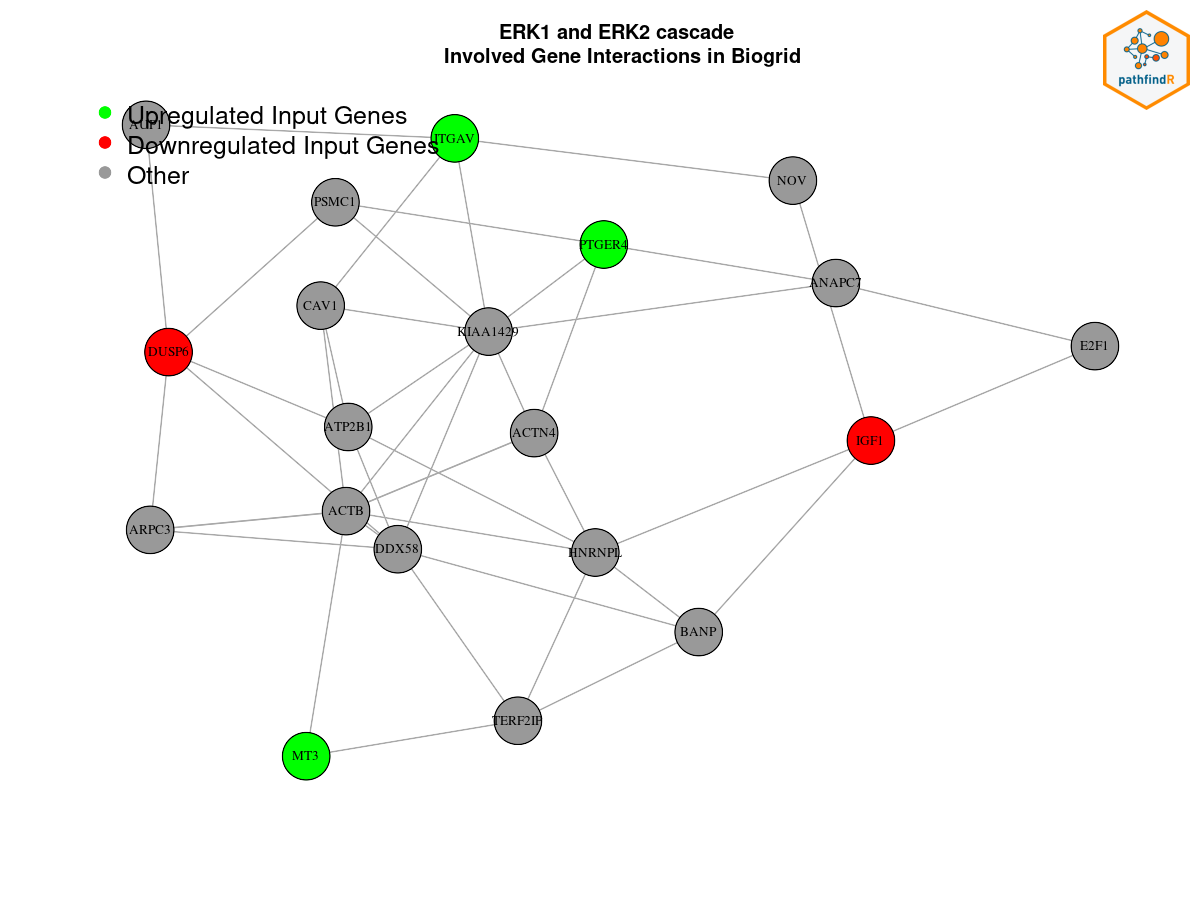 ERK1 and ERK2 cascade
Involved Gene Interactions in Biogrid
pathfindR
Upregulated Input Genes
Downregulated Input Genes
Other
AUP1
ITGAV
NOV
PSMC1
PTGER4
ANAPC7
CAV1
KIAA1429
E2F1
DUSP6
ATP2B1
ACTN4
IGF1
ACTB
ARPC3
DDX58
HNRNPL
BANP
TERF2IP
MT3